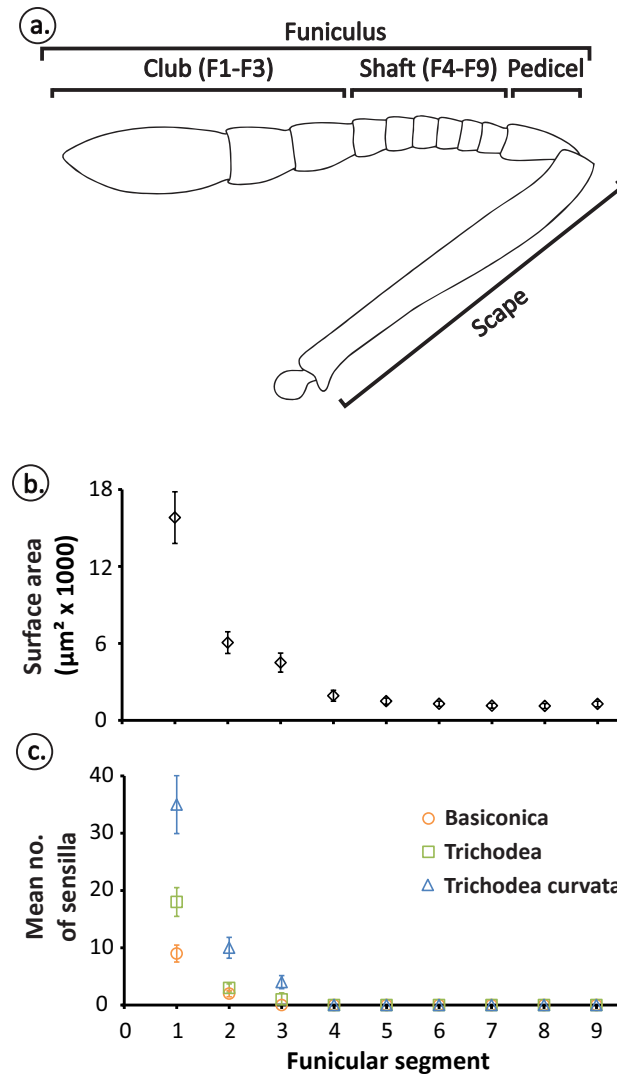 a.
Funiculus
Club (F1-F3) Shaft (F4-F9) Pedicel
Scape
b.
Surface area
(µm² x 1000)
18
12
6
0
c.
Mean no.
of sensilla
40
30
20
10
0
Basiconica
Trichodea
Trichodea curvata
0 1 2 3 4 5 6 7 8 9
Funicular segment